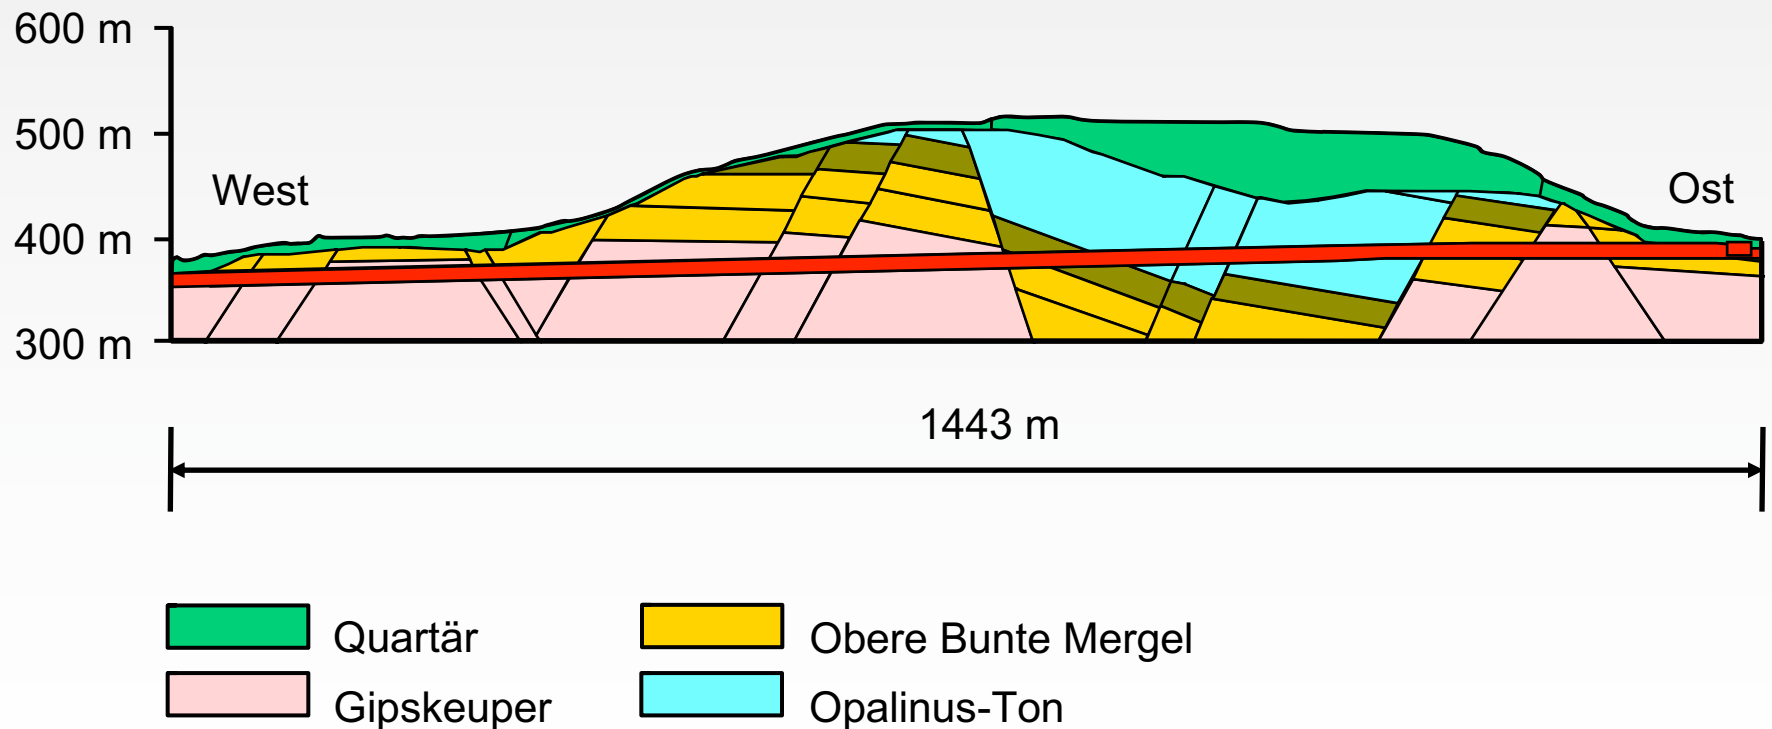 600 m
500 m
West
Ost
400 m
300 m
1443 m
Quartär
Obere Bunte Mergel
Gipskeuper
Opalinus-Ton